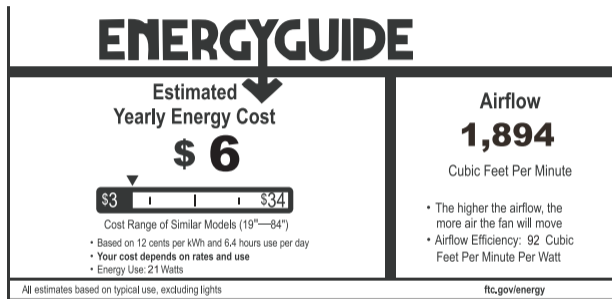 ENERGYGUIDE
Estimated
Yearly Energy Cost
$ 6
$3 $34
Cost Range of Similar Models (19"—84")
• Based on 12 cents per kWh and 6.4 hours use per day
• Your cost depends on rates and use
• Energy Use: 21 Watts
Airflow
1,894
Cubic Feet Per Minute
• The higher the airflow, the
more air the fan will move
• Airflow Efficiency: 92 Cubic
Feet Per Minute Per Watt
All estimates based on typical use, excluding lights
ftc.gov/energy